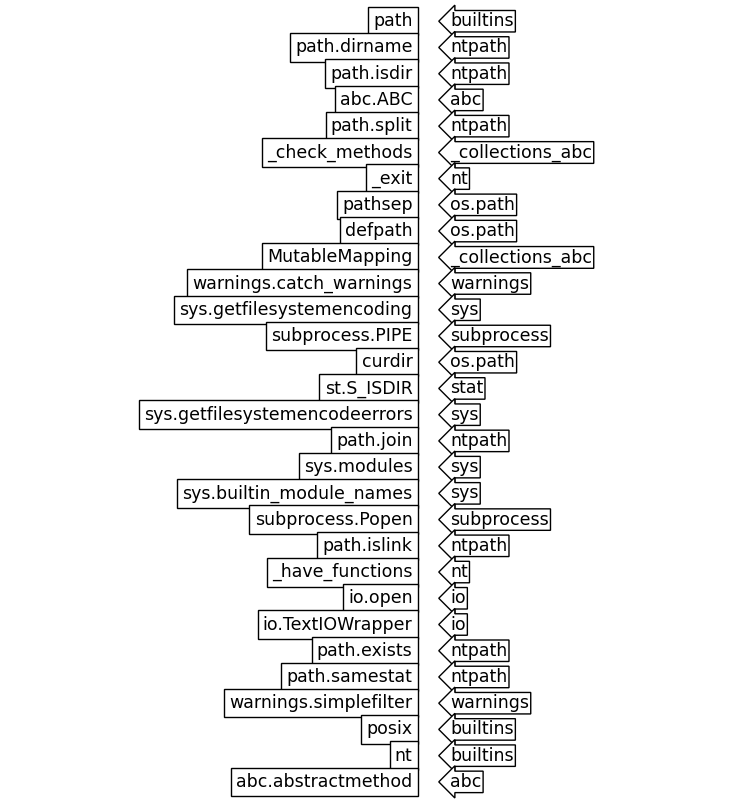 path builtins
path.dirname ntpath
path.isdir ntpath
abc.ABC abc
path.split ntpath
_check_methods _collections_abc
_exit nt
pathsep os.path
defpath os.path
MutableMapping _collections_abc
warnings.catch_warnings warnings
sys.getfilesystemencoding sys
subprocess.PIPE subprocess
curdir os.path
st.S_ISDIR stat
sys.getfilesystemencodeerrors sys
path.join ntpath
sys.modules sys
sys.builtin_module_names sys
subprocess.Popen subprocess
path.islink ntpath
_have_functions nt
io.open io
io.TextIOWrapper io
path.exists ntpath
path.samestat ntpath
warnings.simplefilter warnings
posix builtins
nt builtins
abc.abstractmethod abc